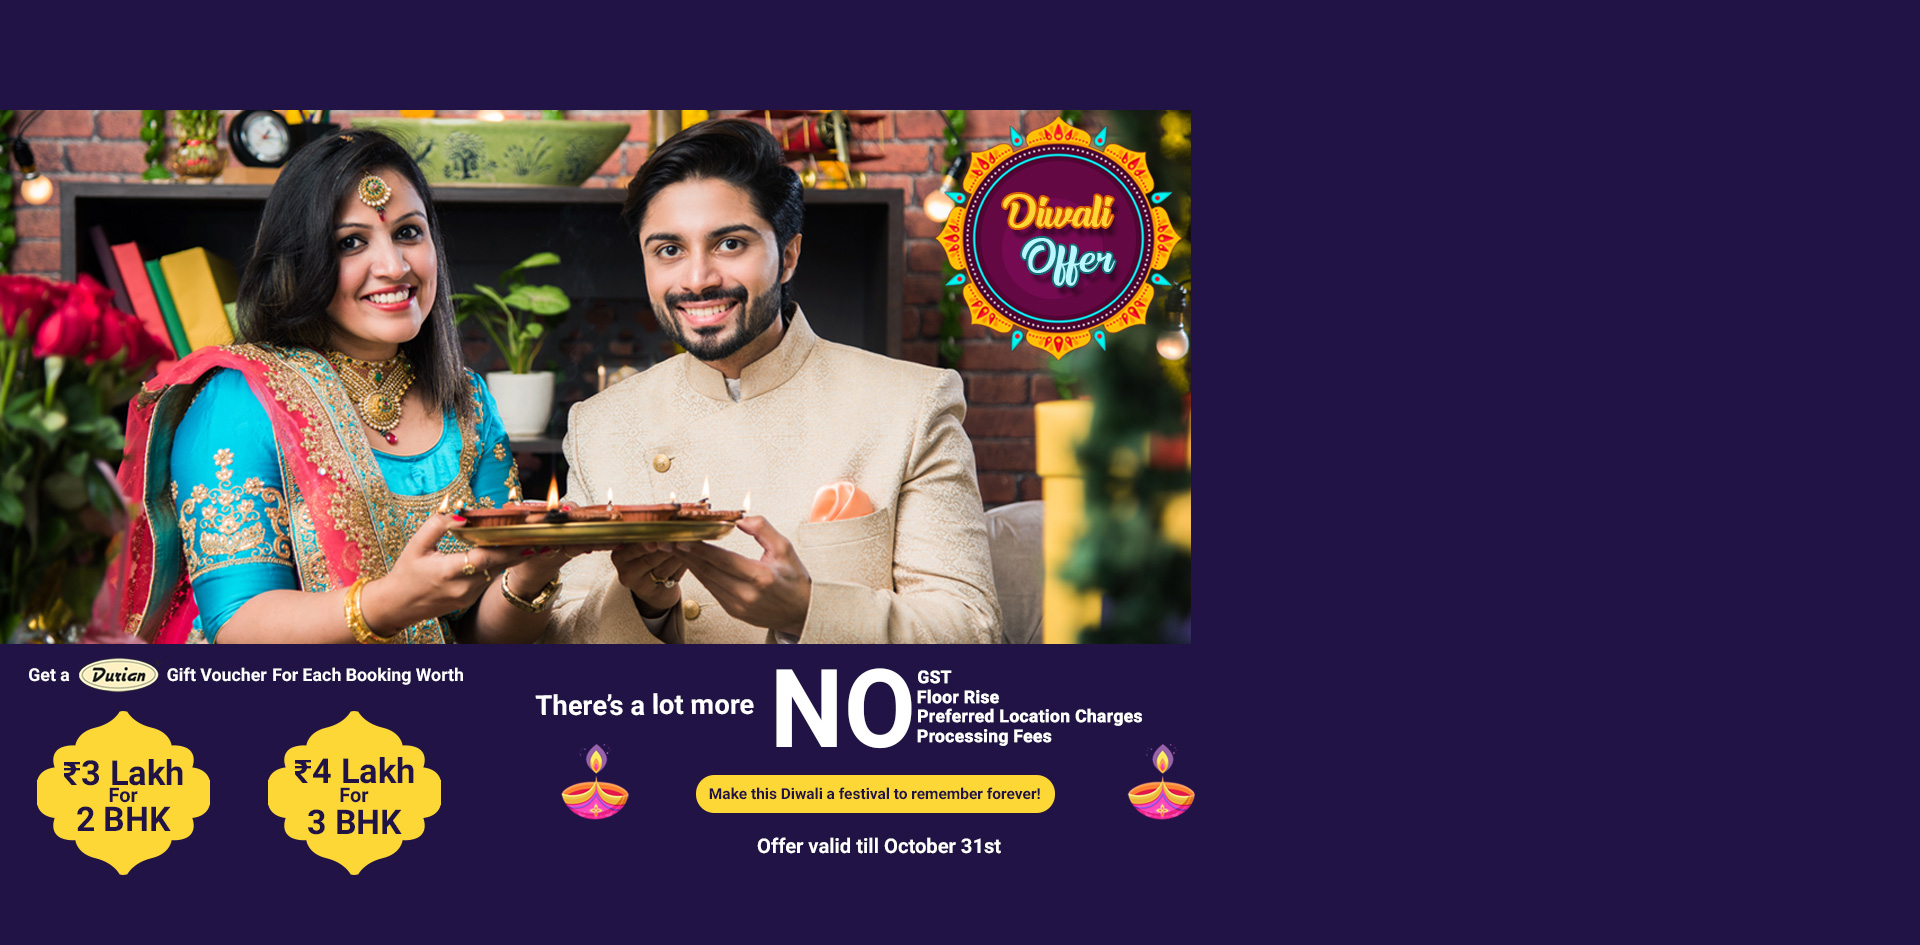 Diwali
Offer
Get a Durian Gift Voucher For Each Booking Worth
₹3 Lakh
For
2 BHK
₹4 Lakh
For
3 BHK
There's a lot more
NO
GST
Floor Rise
Preferred Location Charges
Processing Fees
Make this Diwali a festival to remember forever!
Offer valid till October 31st